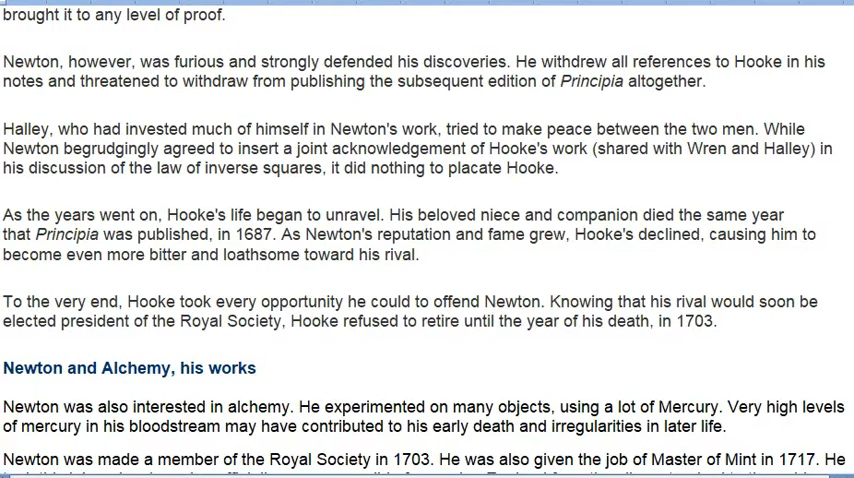 brought it to any level of proof.
Newton, however, was furious and strongly defended his discoveries. He withdrew all references to Hooke in his
notes and threatened to withdraw from publishing the subsequent edition of Principia altogether.
Halley, who had invested much of himself in Newton's work, tried to make peace between the two men. While
Newton begrudgingly agreed to insert a joint acknowledgement of Hooke's work (shared with Wren and Halley) in
his discussion of the law of inverse squares, it did nothing to placate Hooke.
As the years went on, Hooke's life began to unravel. His beloved niece and companion died the same year
that Principia was published, in 1687. As Newton's reputation and fame grew, Hooke's declined, causing him to
become even more bitter and loathsome toward his rival.
To the very end, Hooke took every opportunity he could to offend Newton. Knowing that his rival would soon be
elected president of the Royal Society, Hooke refused to retire until the year of his death, in 1703.
Newton and Alchemy, his works
Newton was also interested in alchemy. He experimented on many objects, using a lot of Mercury. Very high levels
of mercury in his bloodstream may have contributed to his early death and irregularities in later life.
Newton was made a member of the Royal Society in 1703. He was also given the job of Master of Mint in 1717. He